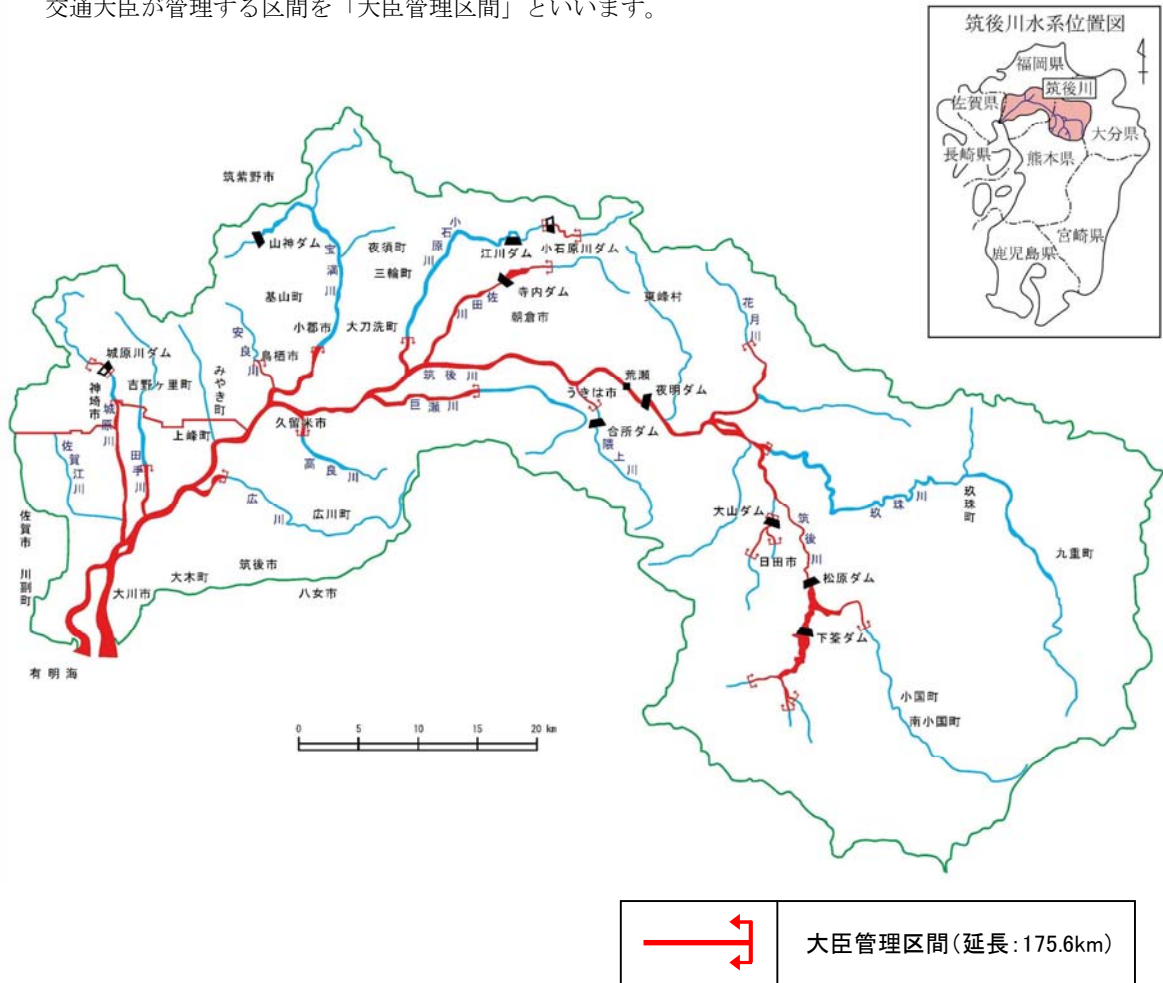 交通大臣が管理する区間を「大臣管理区間」といいます。
筑後川水系位置図
福岡県
筑後川
佐賀県
大分県
長崎県
熊本県
宮崎県
鹿児島県
筑紫野市
山神ダム
宝満川
夜須町
三輪町
小石原川
江川ダム
小石原川ダム
寺内ダム
佐田川
朝倉市
東峰村
花月川
基山町
小郡市
大刀洗町
安良川
鳥栖市
城原川ダム
吉野ヶ里町
みやき町
神埼市
城原川
上峰町
佐賀江川
田手川
久留米市
筑後川
巨瀬川
高良川
うきは市
荒瀬
夜明ダム
合所ダム
隈上川
広川
広川町
玖珠川
玖珠町
九重町
大山ダム
筑後川
日田市
松原ダム
下筌ダム
小国町
南小国町
佐賀市
川副町
大川市
大木町
筑後市
八女市
有明海
0 5 10 15 20 km
大臣管理区間(延長:175.6km)